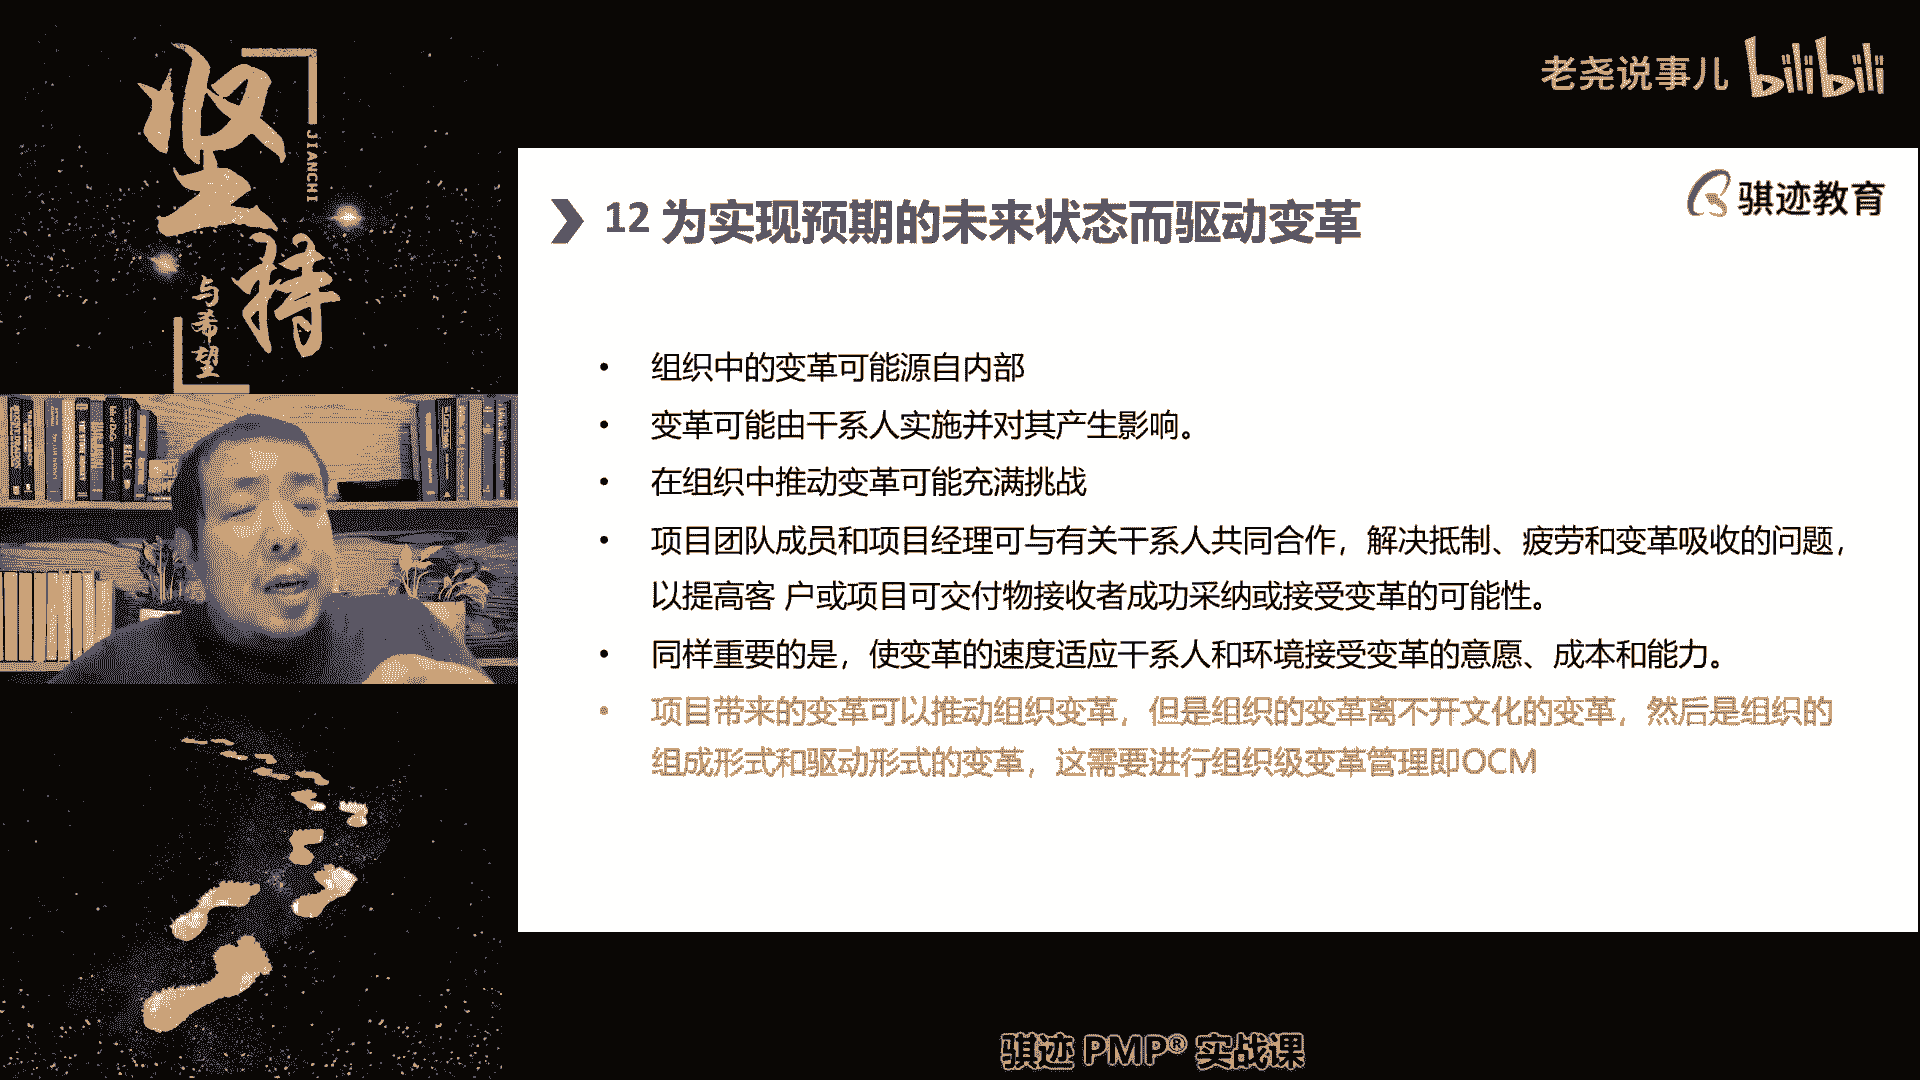 坚持
JIANCHI
与希望
老尧说事儿 bilibili
骐迹教育
12 为实现预期的未来状态而驱动变革
• 组织中的变革可能源自内部
• 变革可能由干系人实施并对其产生影响。
• 在组织中推动变革可能充满挑战
• 项目团队成员和项目经理可与有关干系人共同合作，解决抵制、疲劳和变革吸收的问题，
以提高客 户或项目可交付物接收者成功采纳或接受变革的可能性。
• 同样重要的是，使变革的速度适应干系人和环境接受变革的意愿、成本和能力。
• 项目带来的变革可以推动组织变革，但是组织的变革离不开文化的变革，然后是组织的
组成形式和驱动形式的变革，这需要进行组织级变革管理即OCM
骐迹 PMP® 实战课